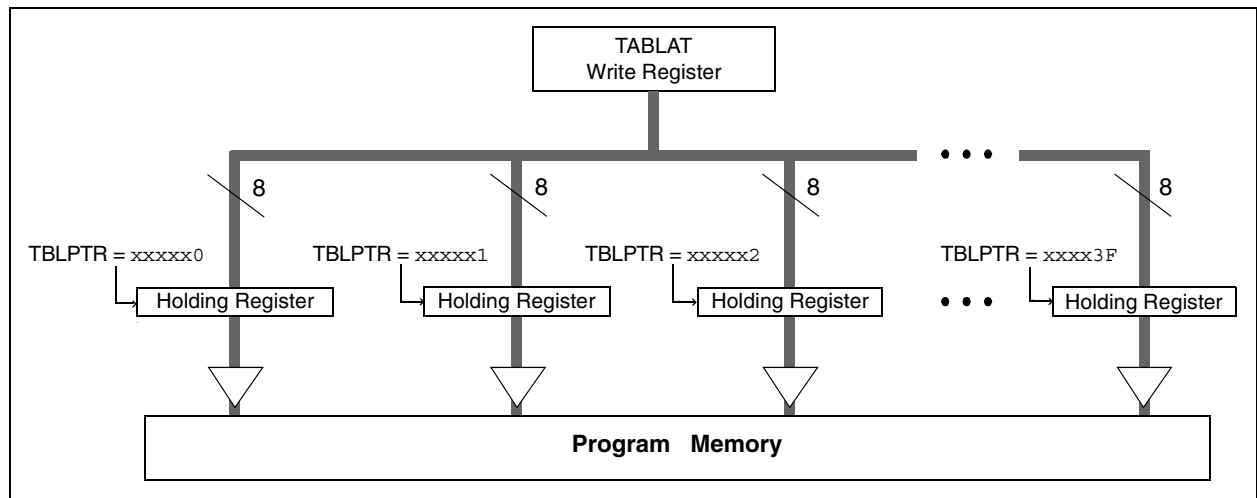 TABLAT
Write Register
• • •
8 8 8 8
TBLPTR = xxxxx0 TBLPTR = xxxxx1 TBLPTR = xxxxx2 TBLPTR = xxxx3F
Holding Register Holding Register Holding Register • • • Holding Register
Program Memory